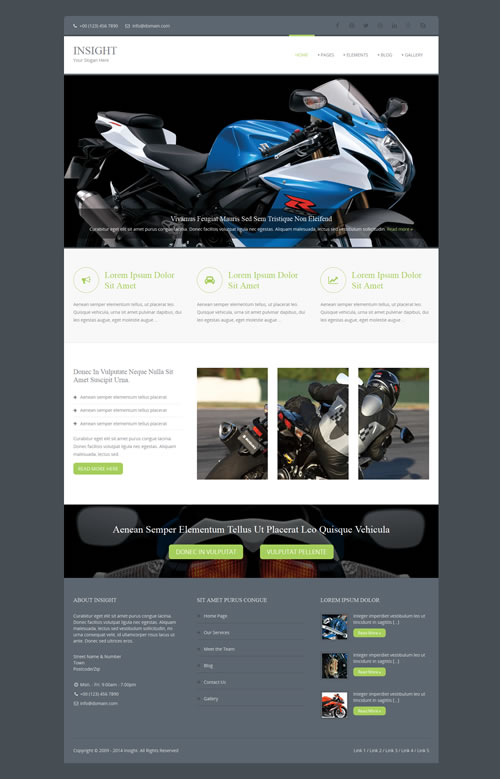 +00 (123) 456 7890 info@domain.com
INSIGHT
Your Slogan Here
HOME + PAGES + ELEMENTS + BLOG + GALLERY
R
Vivamus Feugiat Mauris Sed Sem Tristique Non Eleifend
Curabitur eget elit sit amet purus congue lacinia. Donec facilisis volutpat ligula nec egestas. Aliquam malesuada, lectus sed vestibulum sollicitudin. Read more »
Lorem Ipsum Dolor
Sit Amet
Aenean semper elementum tellus, ut placerat leo.
Quisque vehicula, urna sit amet pulvinar dapibus, dui
leo egestas augue, eget molestie augue ...
Lorem Ipsum Dolor
Sit Amet
Aenean semper elementum tellus, ut placerat leo.
Quisque vehicula, urna sit amet pulvinar dapibus, dui
leo egestas augue, eget molestie augue ...
Lorem Ipsum Dolor
Sit Amet
Aenean semper elementum tellus, ut placerat leo.
Quisque vehicula, urna sit amet pulvinar dapibus, dui
leo egestas augue, eget molestie augue ...
Donec In Vulputate Neque Nulla Sit
Amet Suscipit Urna.
Aenean semper elementum tellus placerat
Aenean semper elementum tellus placerat
Aenean semper elementum tellus placerat
Curabitur eget elit sit amet purus congue lacinia.
Donec facilisis volutpat ligula nec egestas. Aliquam
malesuada, lectus sed.
READ MORE HERE
Aenean Semper Elementum Tellus Ut Placerat Leo Quisque Vehicula
DONEC IN VULPUTAT VULPUTAT PELLENTE
ABOUT INSIGHT
Curabitur eget elit sit amet purus congue lacinia.
Donec facilisis volutpat ligula nec egestas. Aliquam
malesuada, lectus sed vestibulum sollicitudin, mi
urna consequat velit, id ullamcorper risus lacus ut
ante. Donec sed ultrices eros.
Street Name & Number
Town
Postcode/Zip
Mon. - Fri. 9:00am - 7:00pm
+00 (123) 456 7890
info@domain.com
SIT AMET PURUS CONGUE
Home Page
Our Services
Meet the Team
Blog
Contact Us
Gallery
LOREM IPSUM DOLOR
Integer imperdiet vestibulum leo ut
tincidunt in sagittis [...]
Read More »
Integer imperdiet vestibulum leo ut
tincidunt in sagittis [...]
Read More »
Integer imperdiet vestibulum leo ut
tincidunt in sagittis [...]
Read More »
Copyright © 2009 - 2014 Insight. All Rights Reserved
Link 1 / Link 2 / Link 3 / Link 4 / Link 5